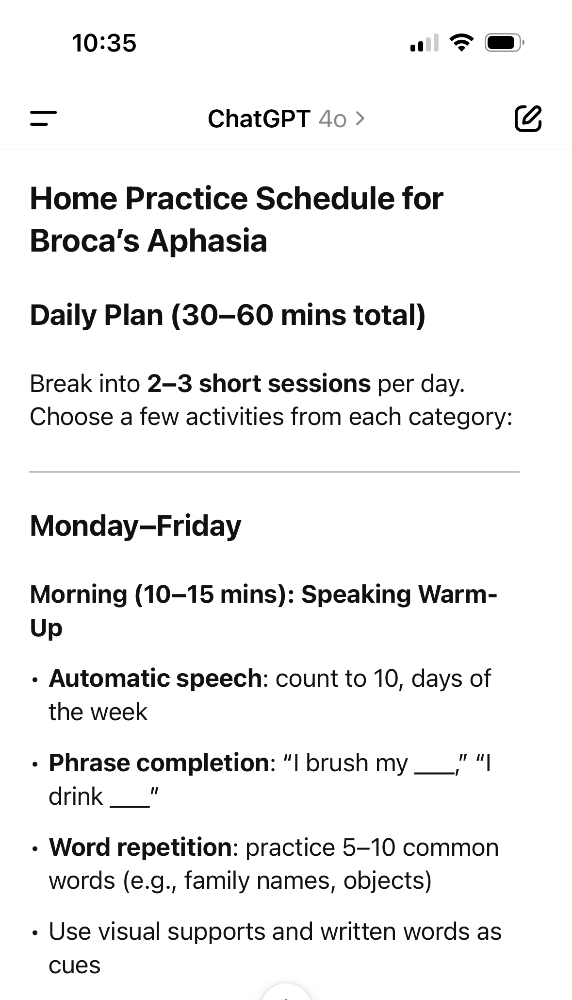 10:35
ChatGPT 4o >
Home Practice Schedule for
Broca’s Aphasia
Daily Plan (30–60 mins total)
Break into 2–3 short sessions per day.
Choose a few activities from each category:
Monday–Friday
Morning (10–15 mins): Speaking Warm-
Up
• Automatic speech: count to 10, days of
the week
• Phrase completion: “I brush my ____,” “I
drink ____”
• Word repetition: practice 5–10 common
words (e.g., family names, objects)
• Use visual supports and written words as
cues